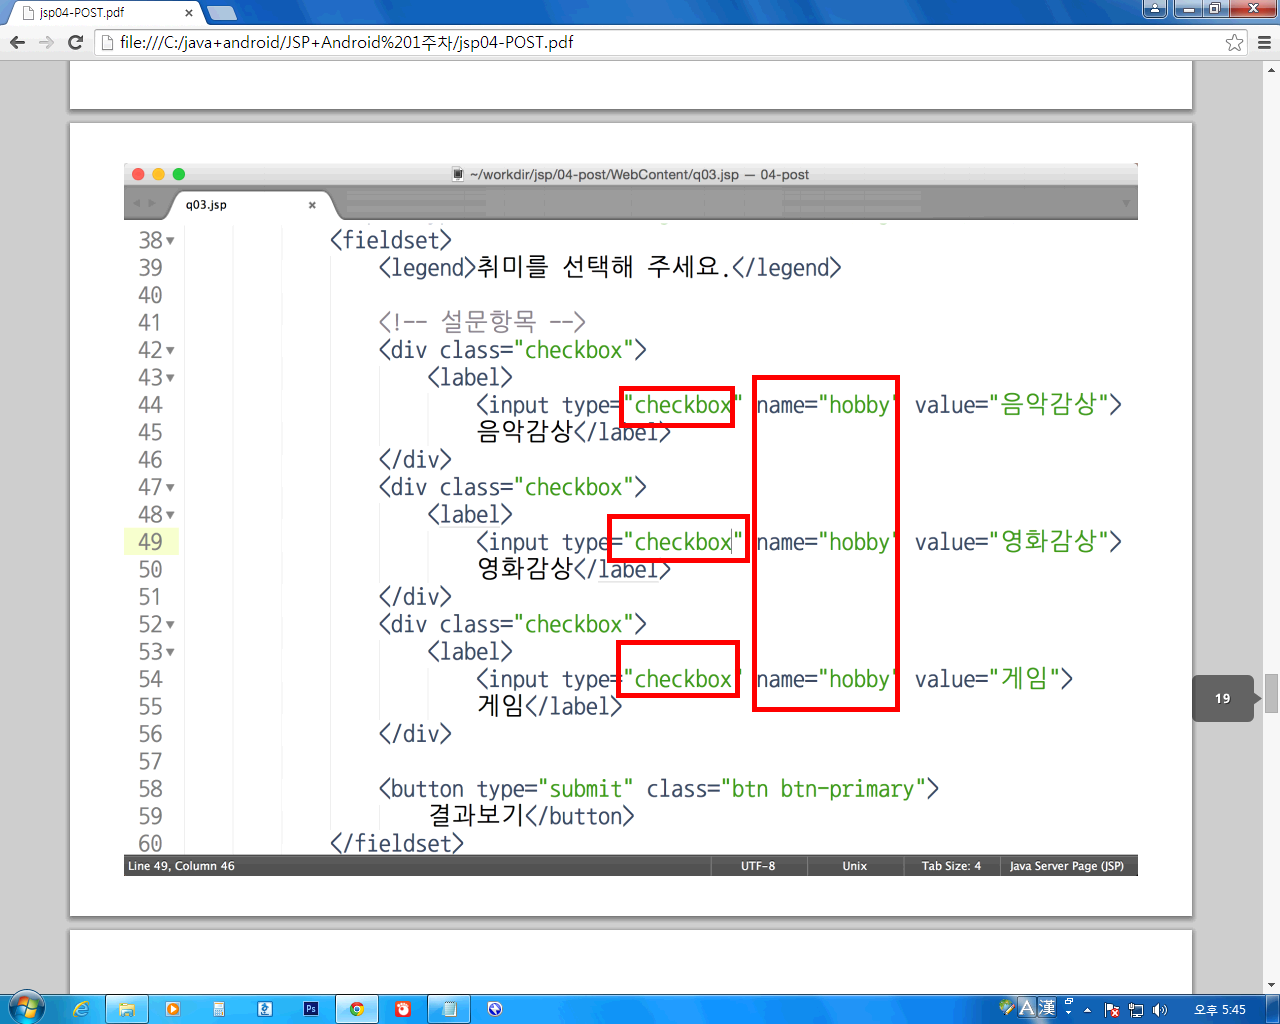 jsp04-POST.pdf
file:///C:/java+android/JSP+Android%201주차/jsp04-POST.pdf
~/workdir/jsp/04-post/WebContent/q03.jsp — 04-post
q03.jsp
38 <fieldset>
39 <legend>취미를 선택해 주세요.</legend>
40
41 <!-- 설문항목 -->
42 <div class="checkbox">
43 <label>
44 <input type="checkbox" name="hobby" value="음악감상">
45 음악감상</label>
46 </div>
47 <div class="checkbox">
48 <label>
49 <input type="checkbox" name="hobby" value="영화감상">
50 영화감상</label>
51 </div>
52 <div class="checkbox">
53 <label>
54 <input type="checkbox" name="hobby" value="게임">
55 게임</label>
56 </div>
57
58 <button type="submit" class="btn btn-primary">
59 결과보기</button>
60 </fieldset>
Line 49, Column 46 UTF-8 Unix Tab Size: 4 Java Server Page (JSP)
19
Ps
A 漢
오후 5:45